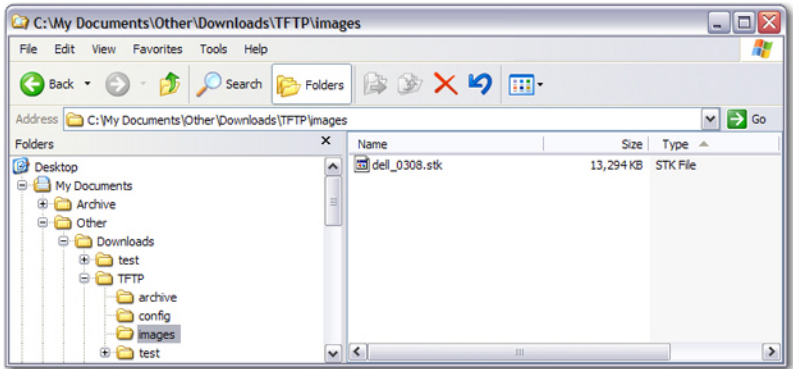 C:\My Documents\Other\Downloads\TFTP\images
File Edit View Favorites Tools Help
Back Search Folders
Address C:\My Documents\Other\Downloads\TFTP\images Go
Folders x Name Size Type
Desktop dell_0308.stk 13,294 KB STK File
My Documents
Archive
Other
Downloads
test
TFTP
archive
config
images
test